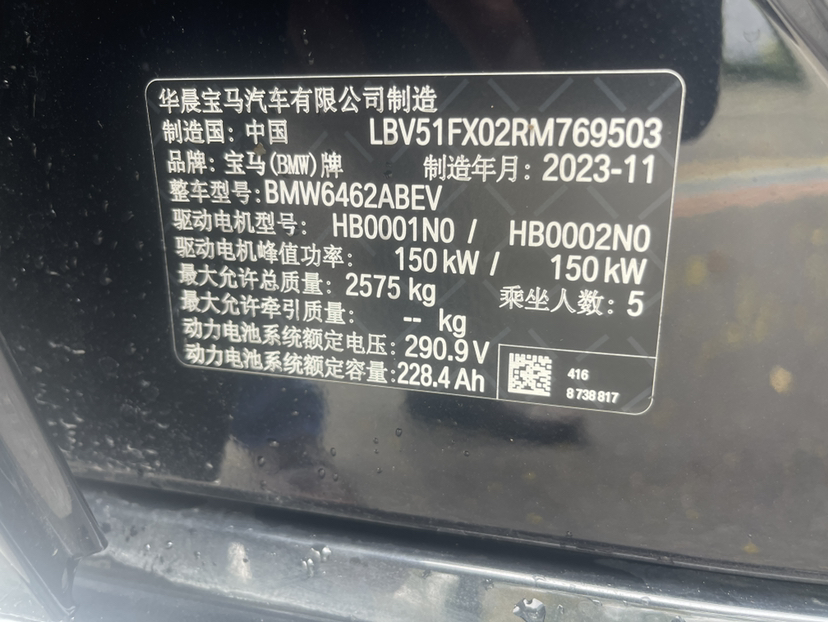 华晨宝马汽车有限公司制造
制造国: 中国 LBV51FX02RM769503
品牌: 宝马(BMW)牌 制造年月: 2023-11
整车型号: BMW6462ABEV
驱动电机型号: HB0001N0 / HB0002N0
驱动电机峰值功率: 150 kW / 150 kW
最大允许总质量: 2575 kg 乘坐人数: 5
最大允许牵引质量: -- kg
动力电池系统额定电压: 290.9 V
动力电池系统额定容量: 228.4 Ah
416
8 738 817